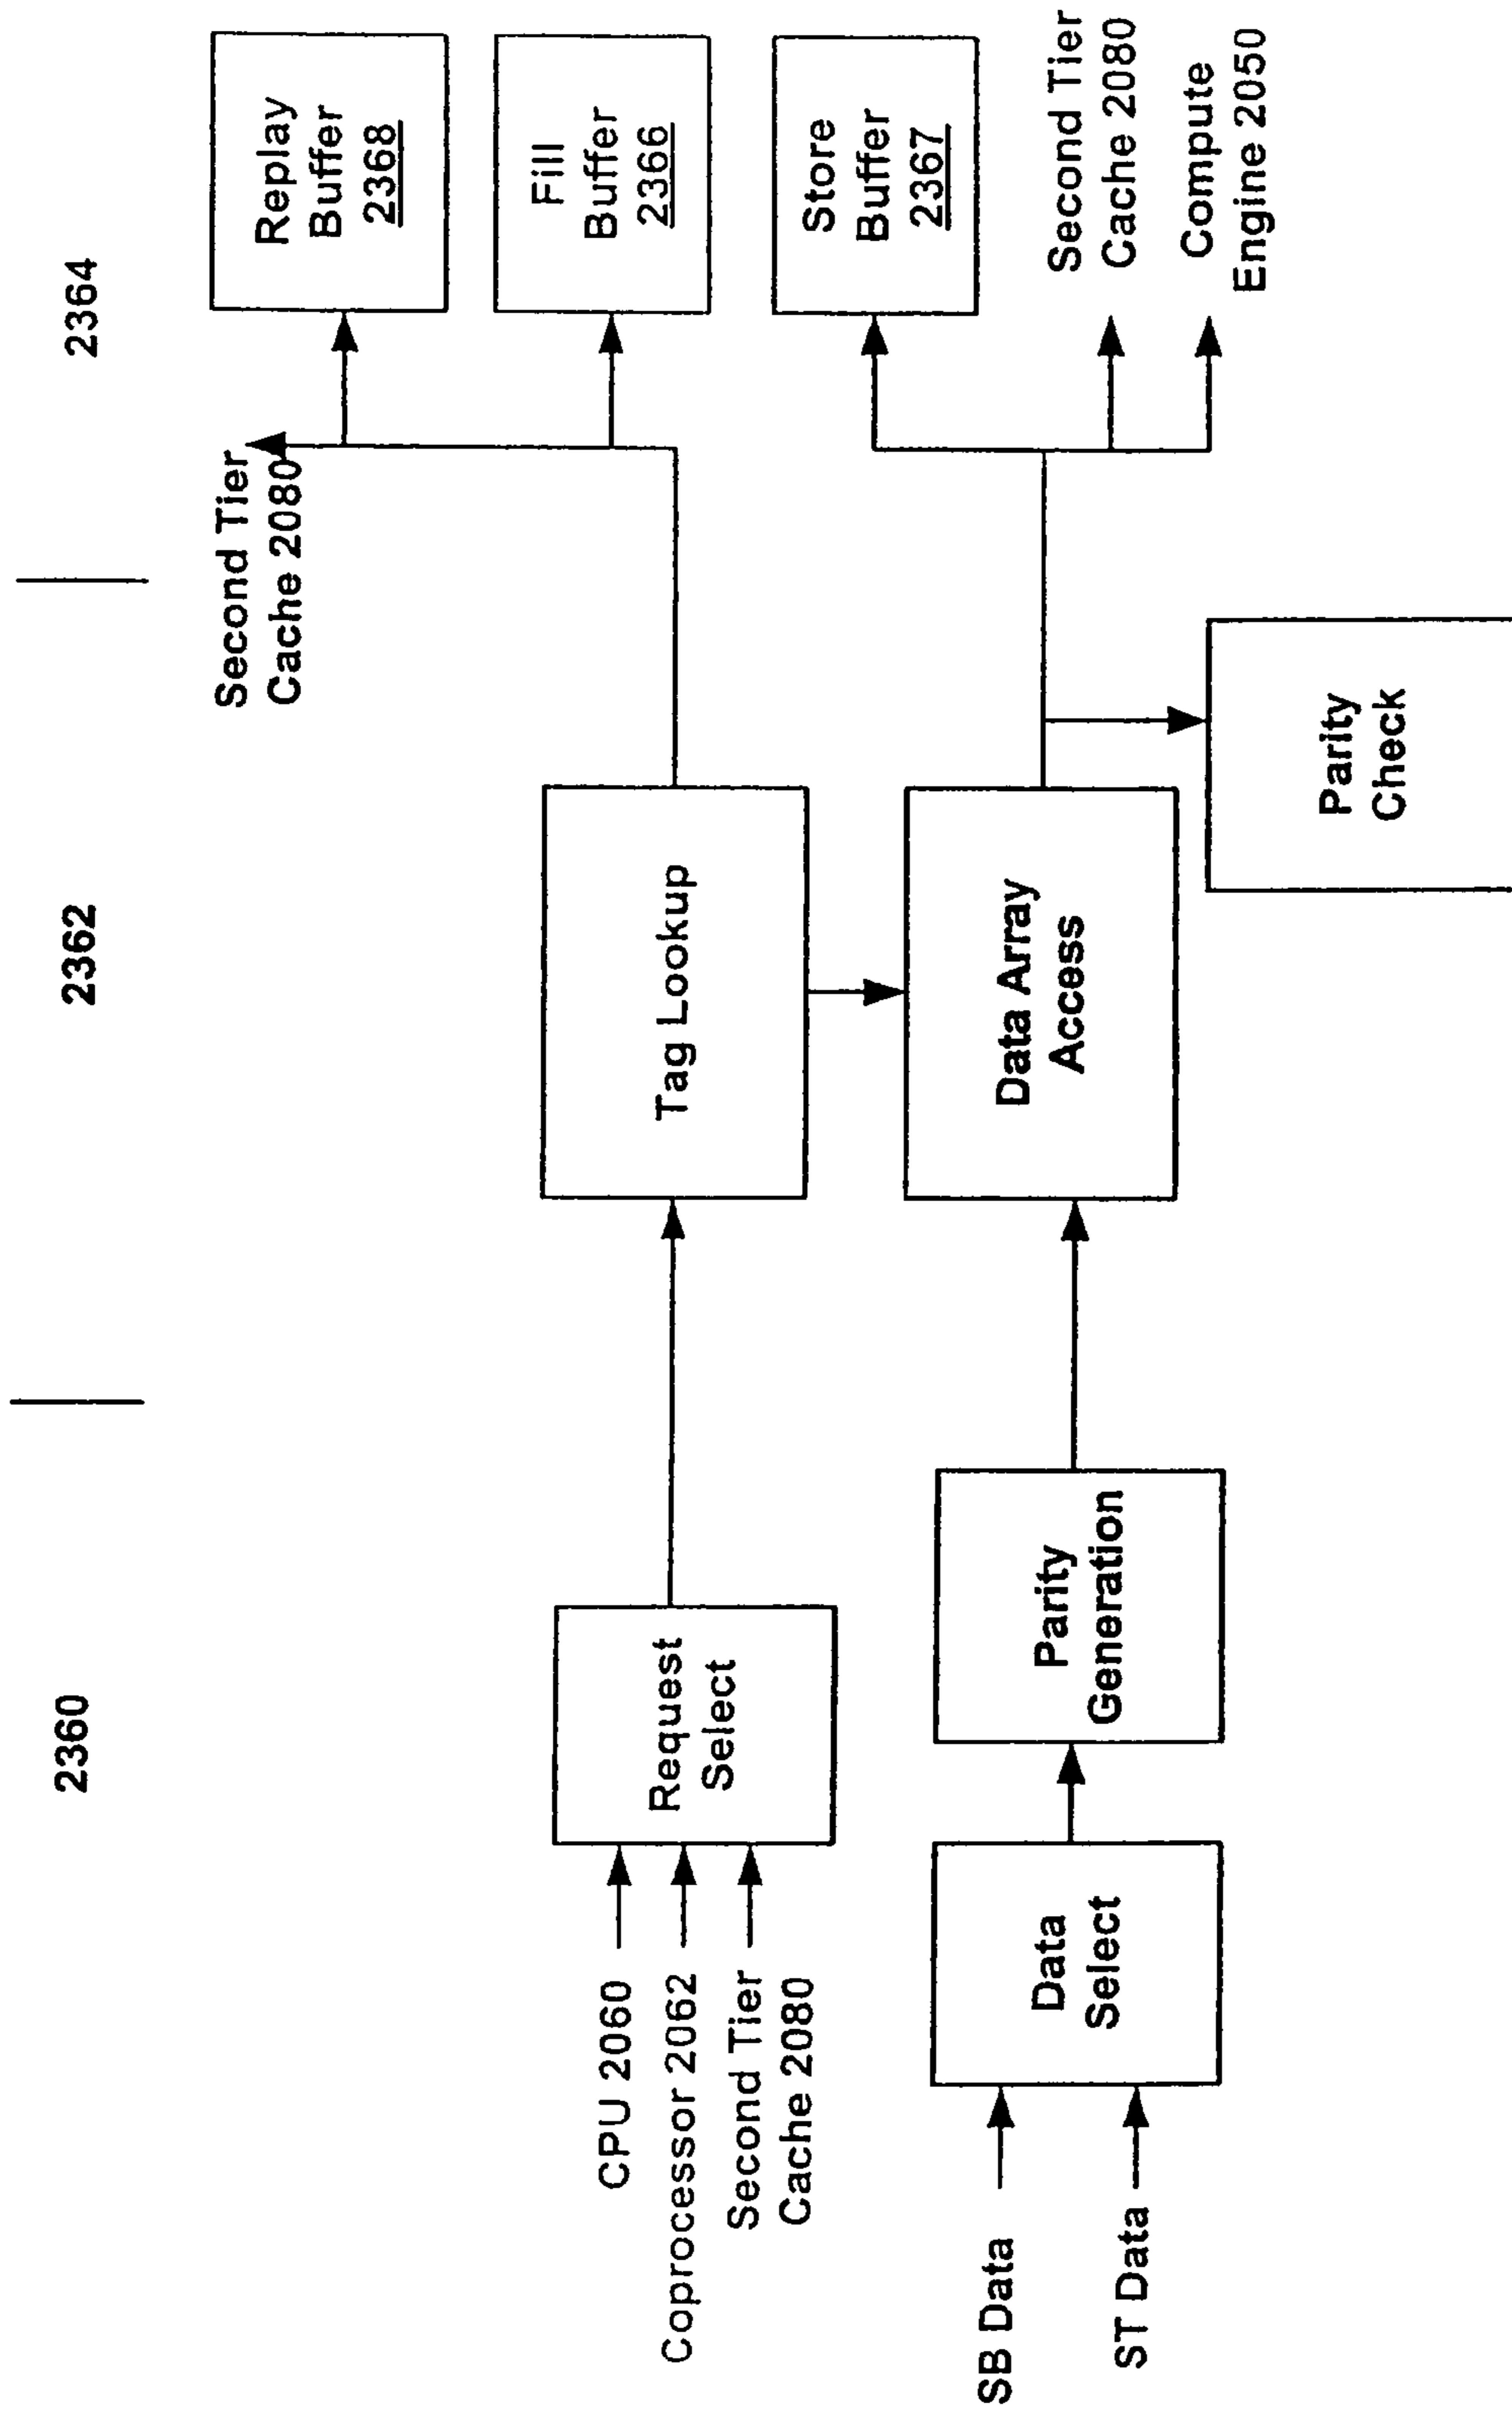 2360
2362
2364
CPU 2060
Coprocessor 2062
Second Tier
Cache 2080
Request
Select
Tag Lookup
Second Tier
Cache 2080
Replay
Buffer
2368
Fill
Buffer
2366
SB Data
ST Data
Data
Select
Parity
Generation
Data Array
Access
Parity
Check
Store
Buffer
2367
Second Tier
Cache 2080
Compute
Engine 2050